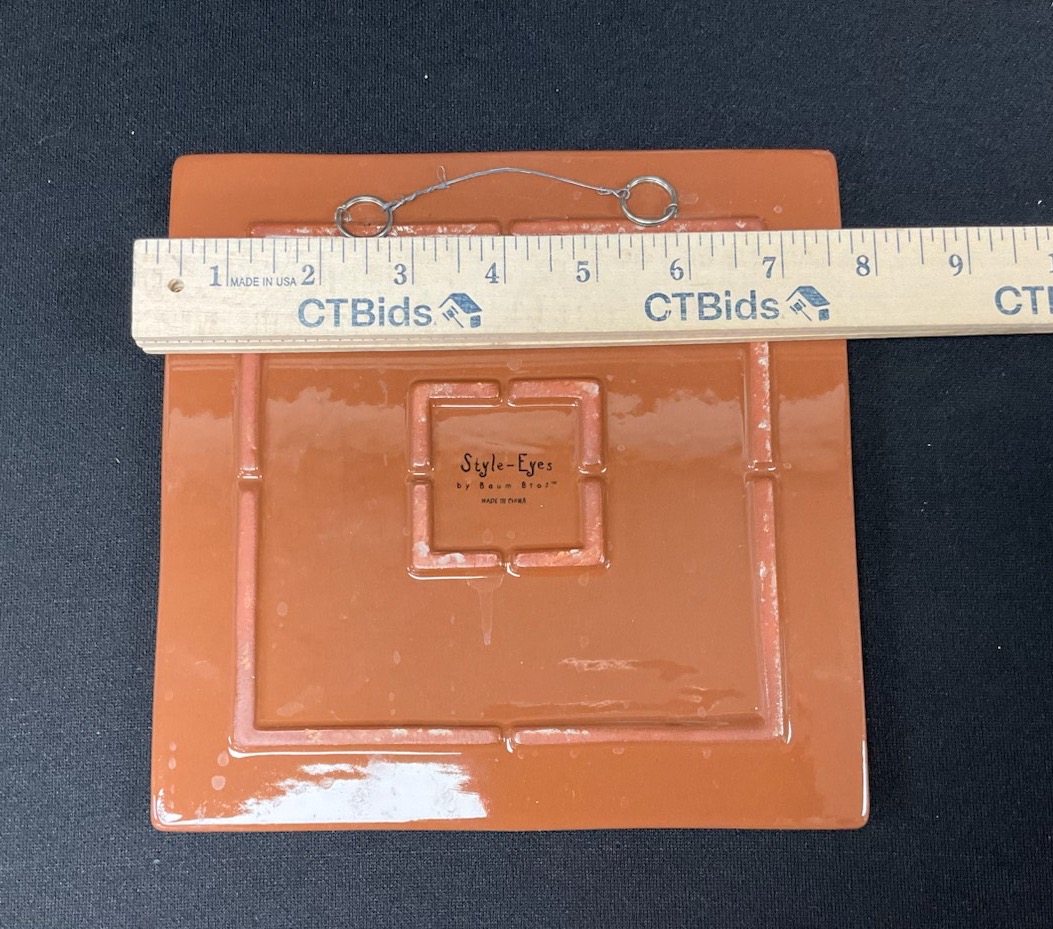 1 MADE IN USA 2 3 4 5 6 7 8 9
CTBids CTBids CT
Style-Eyes
by Baum Bros™
MADE IN CHINA